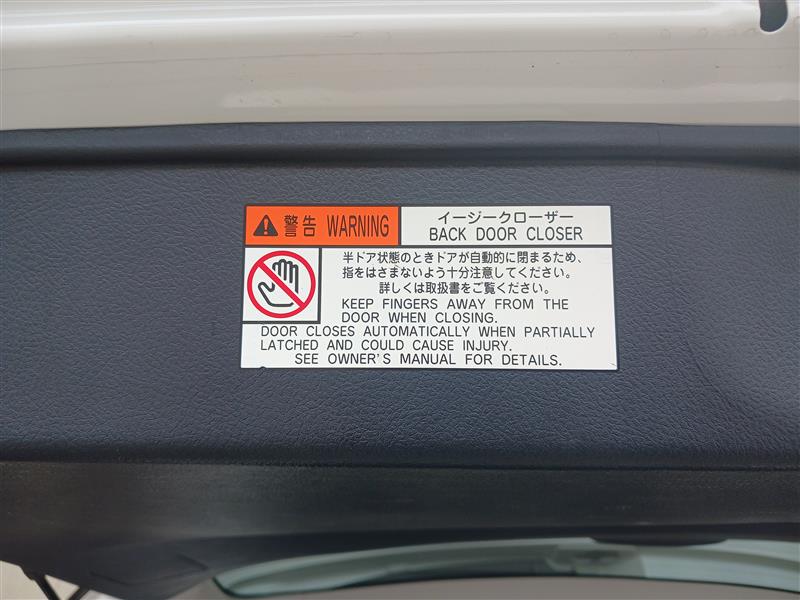 警告 WARNING
イージークローザー
BACK DOOR CLOSER
半ドア状態のときドアが自動的に閉まるため、
指をはさまないよう十分注意してください。
詳しくは取扱書をご覧ください。
KEEP FINGERS AWAY FROM THE
DOOR WHEN CLOSING.
DOOR CLOSES AUTOMATICALLY WHEN PARTIALLY
LATCHED AND COULD CAUSE INJURY.
SEE OWNER'S MANUAL FOR DETAILS.